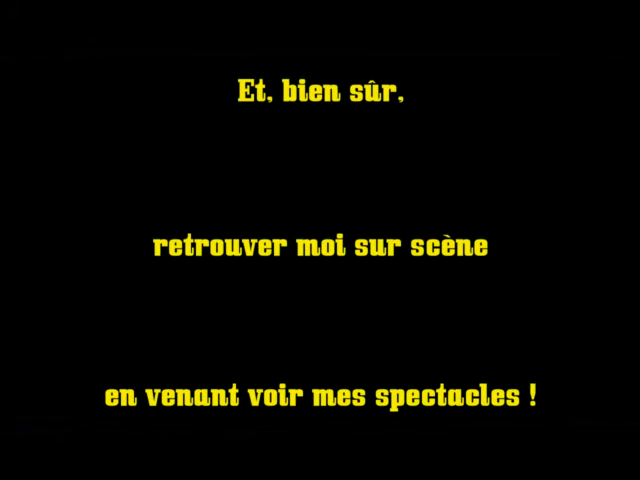 Et, bien sûr,
retrouver moi sur scène
en venant voir mes spectacles !